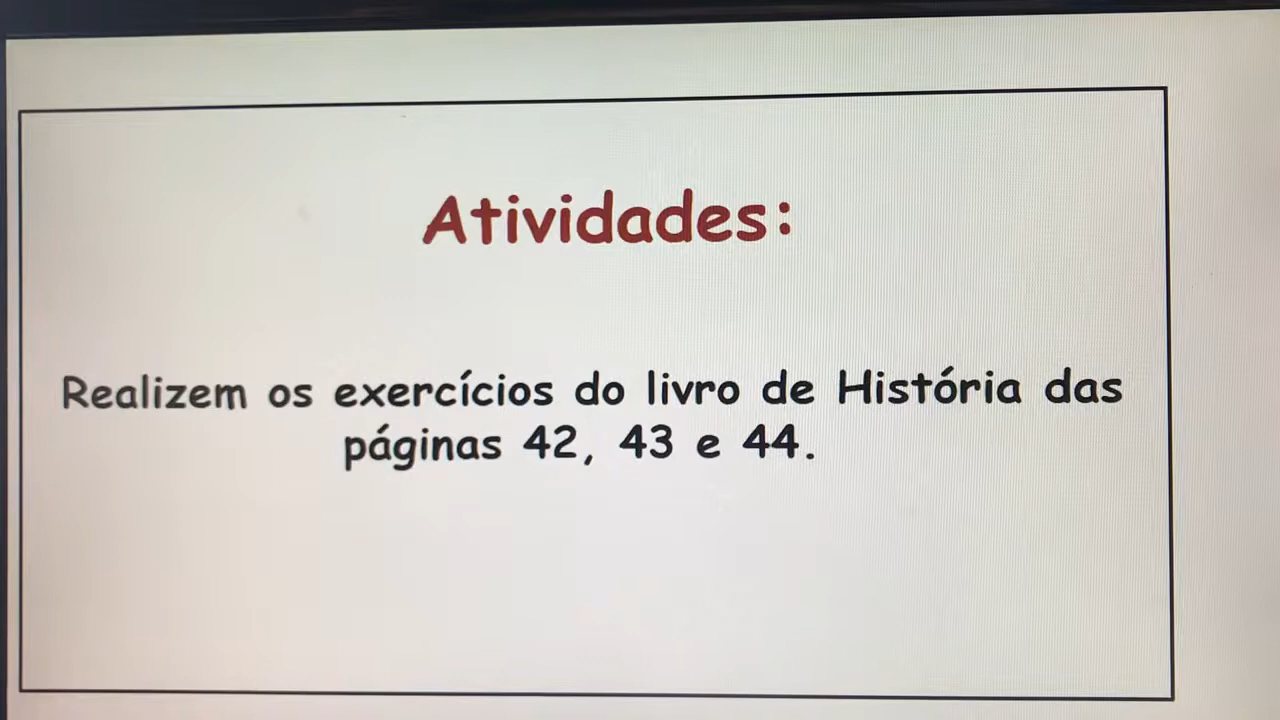 Atividades:
Realizem os exercícios do livro de História das
páginas 42, 43 e 44.